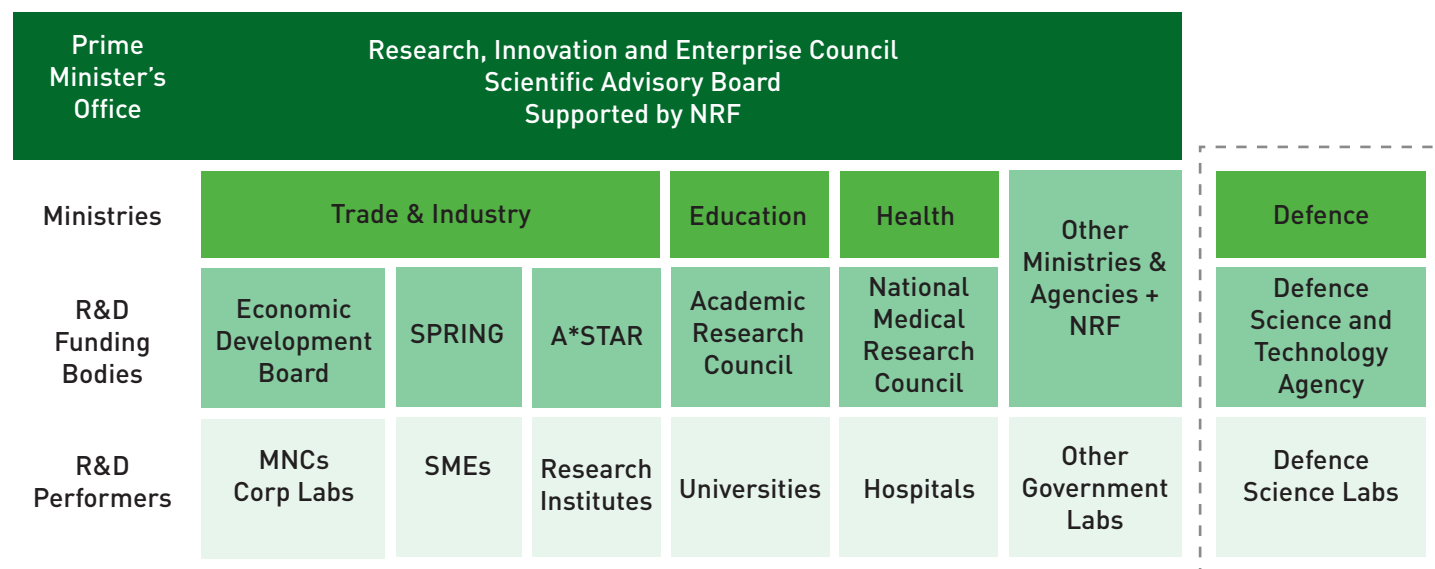 Prime
Minister’s
Office
Research, Innovation and Enterprise Council
Scientific Advisory Board
Supported by NRF
Ministries
Trade & Industry
Education
Health
Other
Ministries &
Agencies +
NRF
Defence
R&D
Funding
Bodies
Economic
Development
Board
SPRING
A*STAR
Academic
Research
Council
National
Medical
Research
Council
Defence
Science and
Technology
Agency
R&D
Performers
MNCs
Corp Labs
SMEs
Research
Institutes
Universities
Hospitals
Other
Government
Labs
Defence
Science Labs